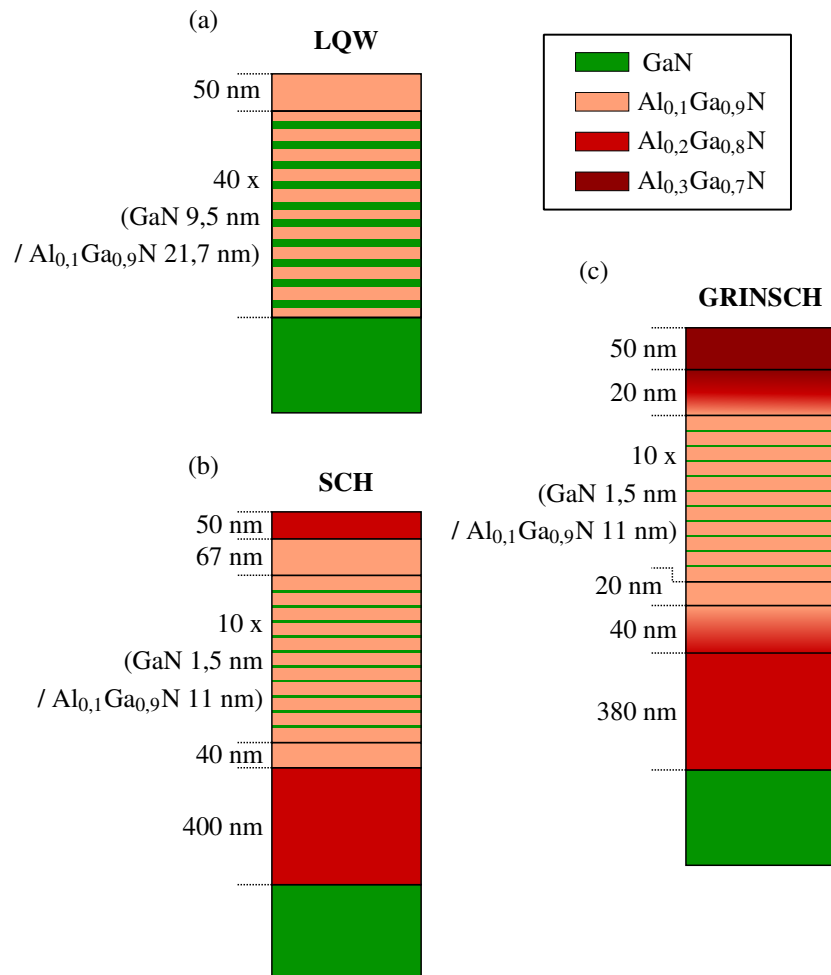 (a)
LQW
50 nm
40 x
(GaN 9,5 nm
/ Al0,1Ga0,9N 21,7 nm)
GaN
Al0,1Ga0,9N
Al0,2Ga0,8N
Al0,3Ga0,7N
(b)
SCH
50 nm
67 nm
10 x
(GaN 1,5 nm
/ Al0,1Ga0,9N 11 nm)
40 nm
400 nm
(c)
GRINSCH
50 nm
20 nm
10 x
(GaN 1,5 nm
/ Al0,1Ga0,9N 11 nm)
20 nm
40 nm
380 nm